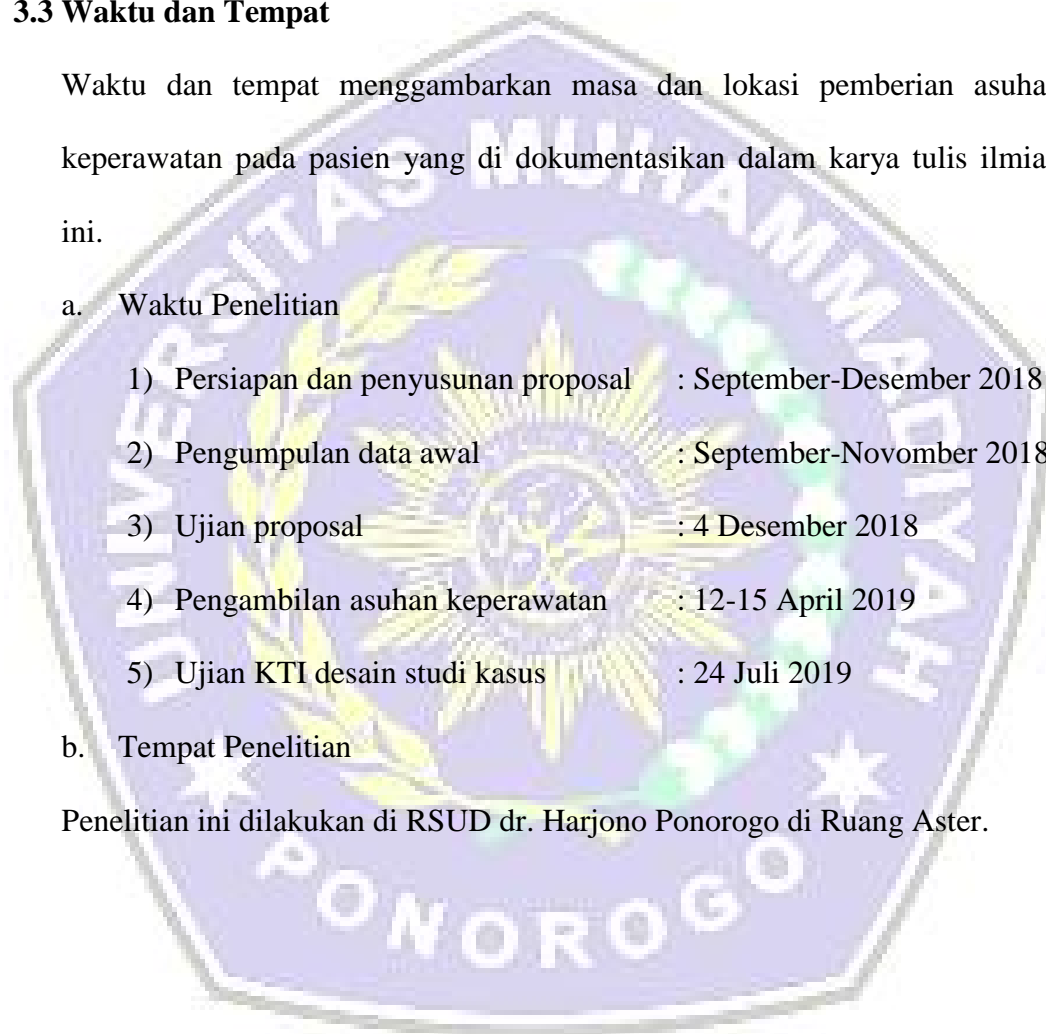 3.3 Waktu dan Tempat
Waktu dan tempat menggambarkan masa dan lokasi pemberian asuha
keperawatan pada pasien yang di dokumentasikan dalam karya tulis ilmia
ini.
a. Waktu Penelitian
1) Persiapan dan penyusunan proposal : September-Desember 2018
2) Pengumpulan data awal : September-Novomber 2018
3) Ujian proposal : 4 Desember 2018
4) Pengambilan asuhan keperawatan : 12-15 April 2019
5) Ujian KTI desain studi kasus : 24 Juli 2019
b. Tempat Penelitian
Penelitian ini dilakukan di RSUD dr. Harjono Ponorogo di Ruang Aster.
UNIVERSITAS MUHAMMADIYAH
PONOROGO